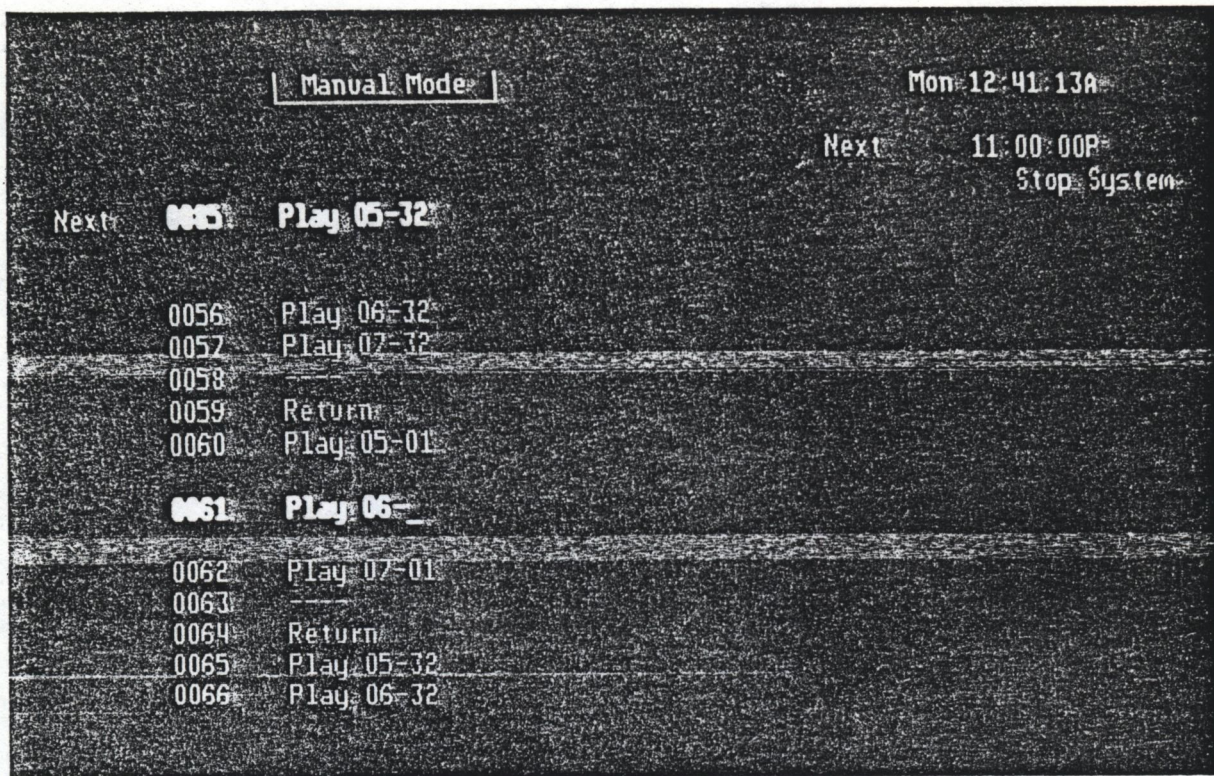 Manual Mode
Mon 12:41:13A
Next 11:00:00P
Stop System
Next Play 05-32
0056 Play 06-32
0057 Play 07-32
0058 ----
0059 Return
0060 Play 05-01
0061 Play 06-_
0062 Play 07-01
0063 ----
0064 Return
0065 Play 05-32
0066 Play 06-32